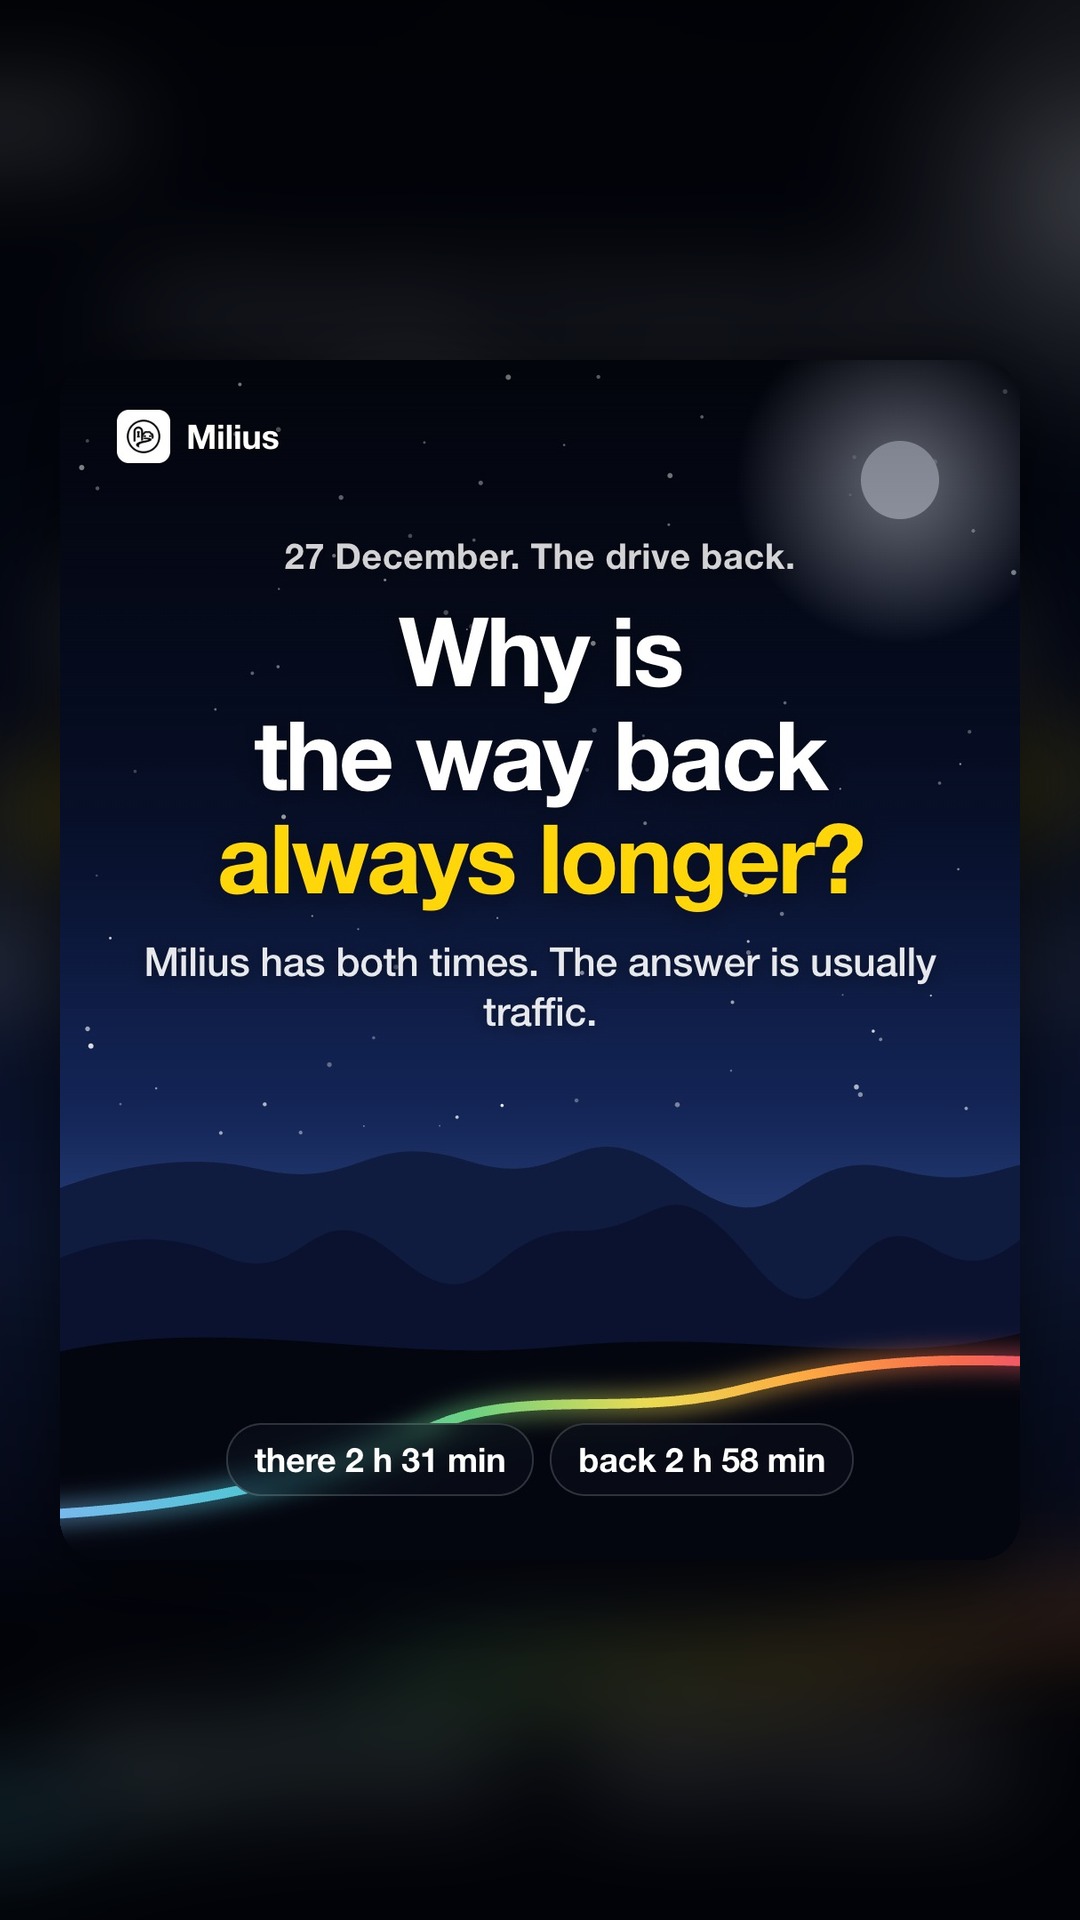 Milius
27 December. The drive back.
Why is
the way back
always longer?
Milius has both times. The answer is usually
traffic.
there 2 h 31 min
back 2 h 58 min